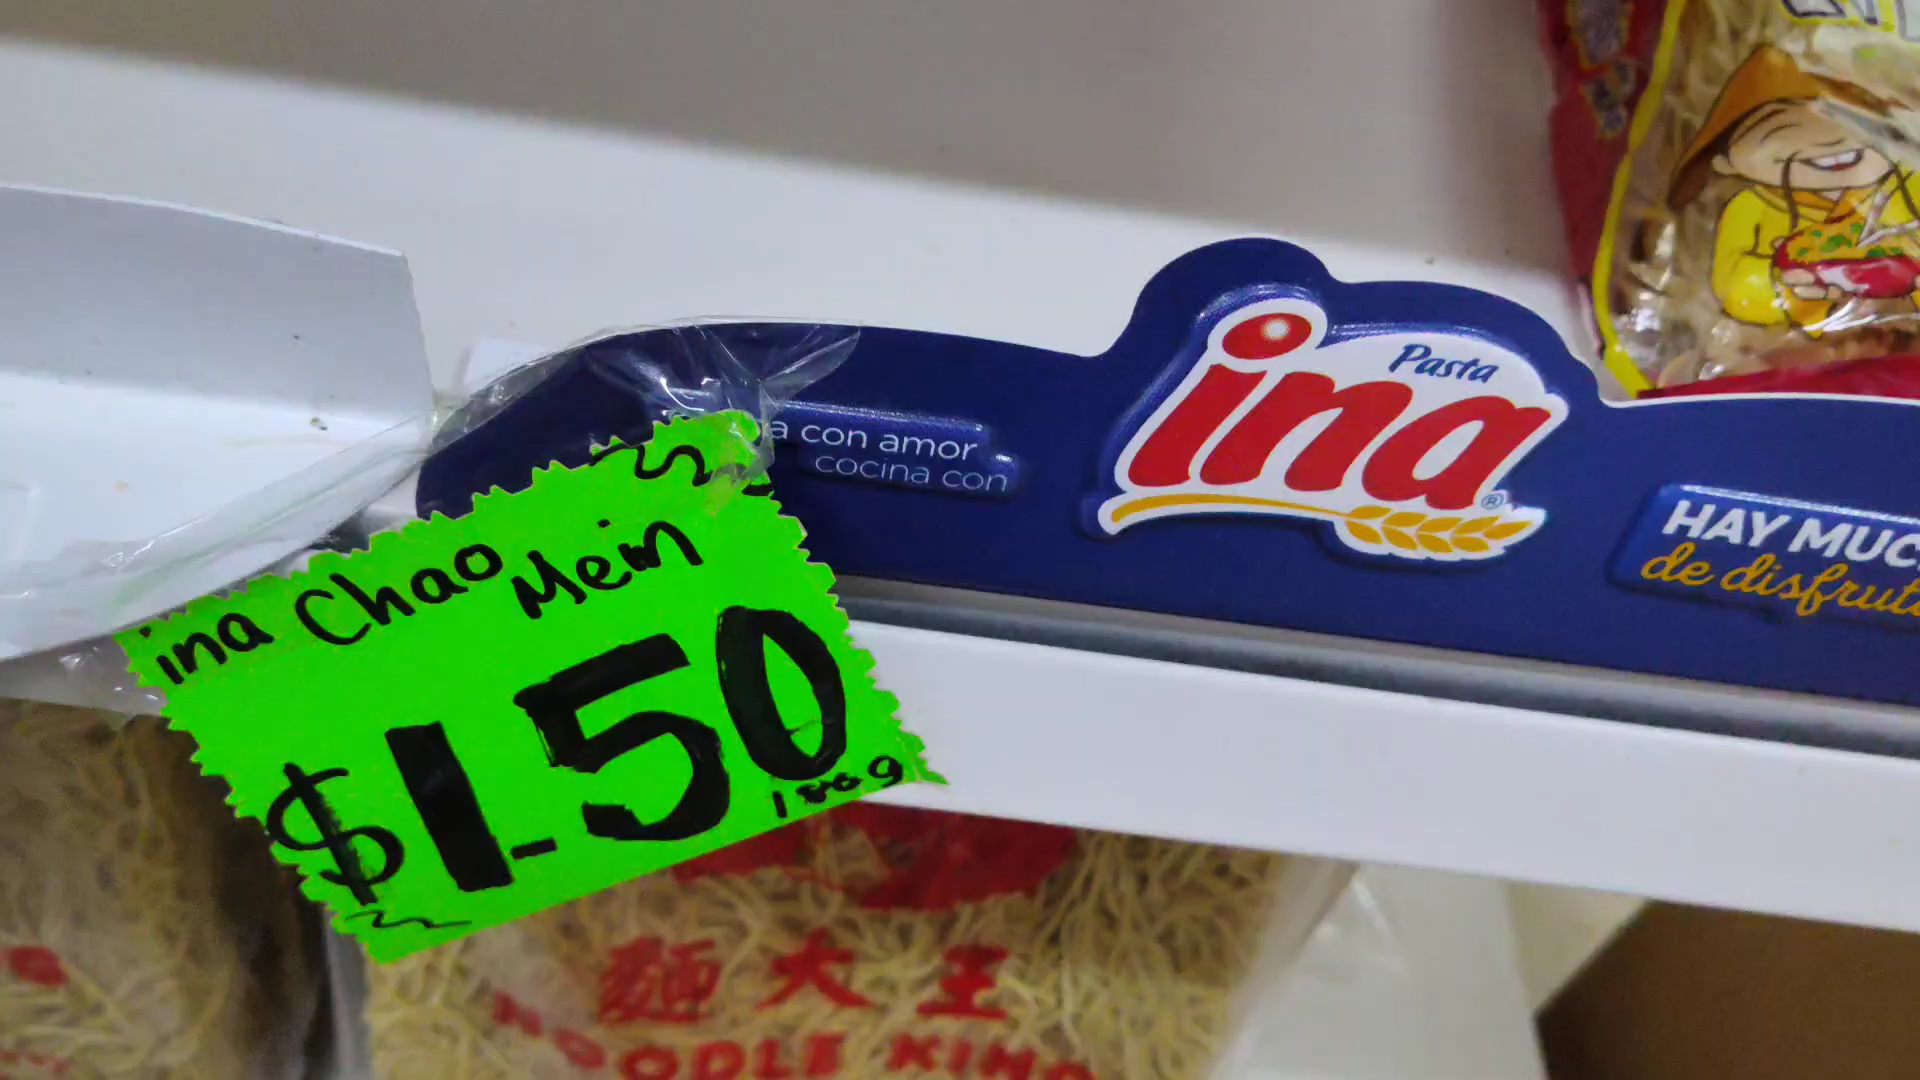 Pasta
ina
®
a con amor
cocina con
HAY MUC
de disfrut
ina Chao Mein
$1.50
麵大王
NOODLE KING